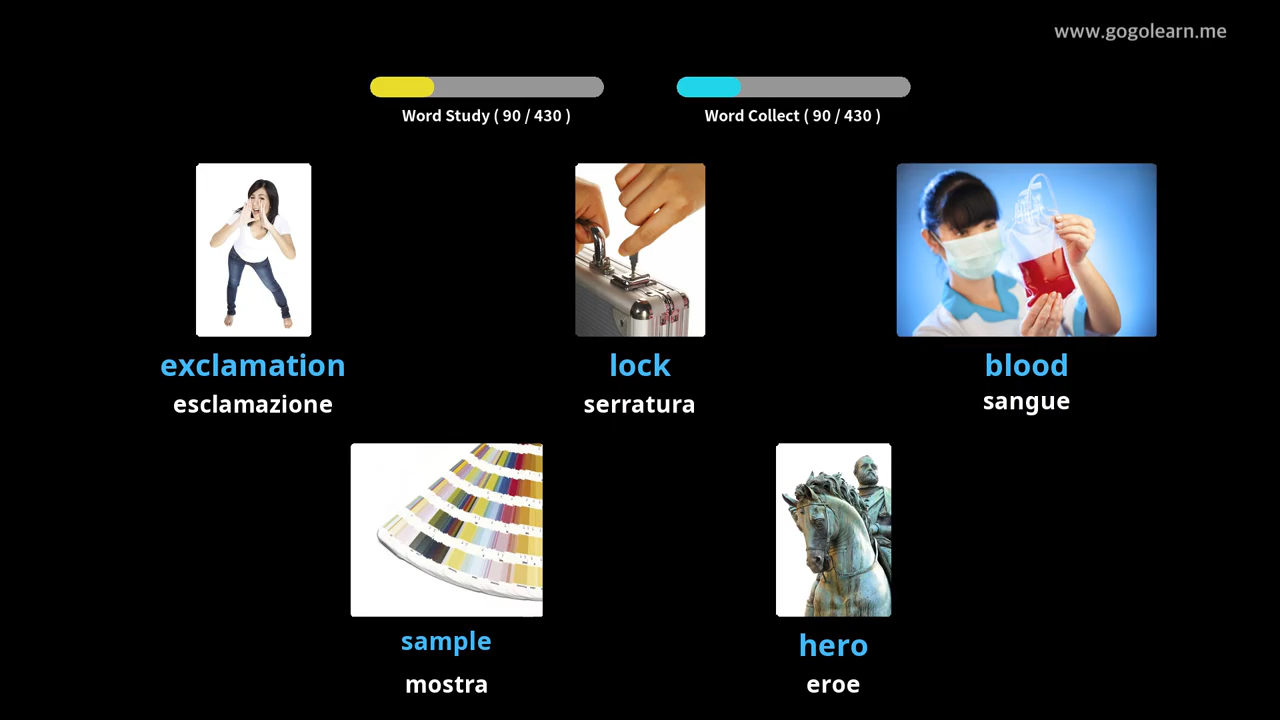 www.gogolearn.me
Word Study ( 90 / 430 )
Word Collect ( 90 / 430 )
exclamation
esclamazione
lock
serratura
blood
sangue
sample
mostra
hero
eroe